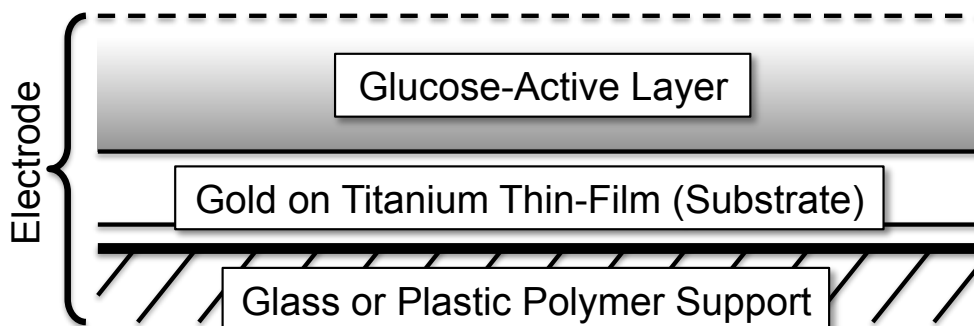 Electrode
Glucose-Active Layer
Gold on Titanium Thin-Film (Substrate)
Glass or Plastic Polymer Support